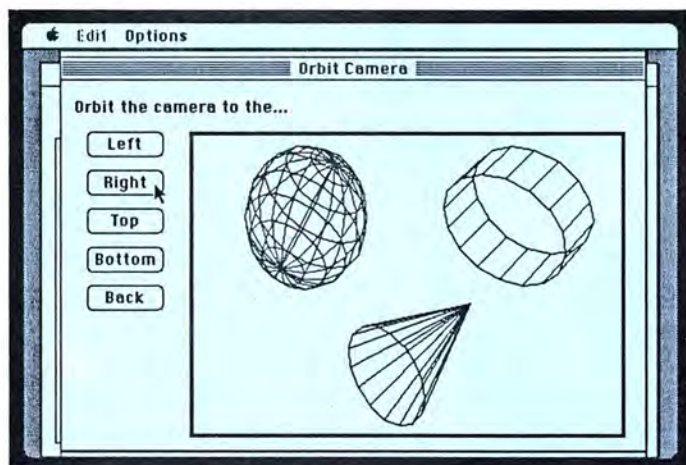 Edit Options
Orbit Camera
Orbit the camera to the...
Left
Right
Top
Bottom
Back